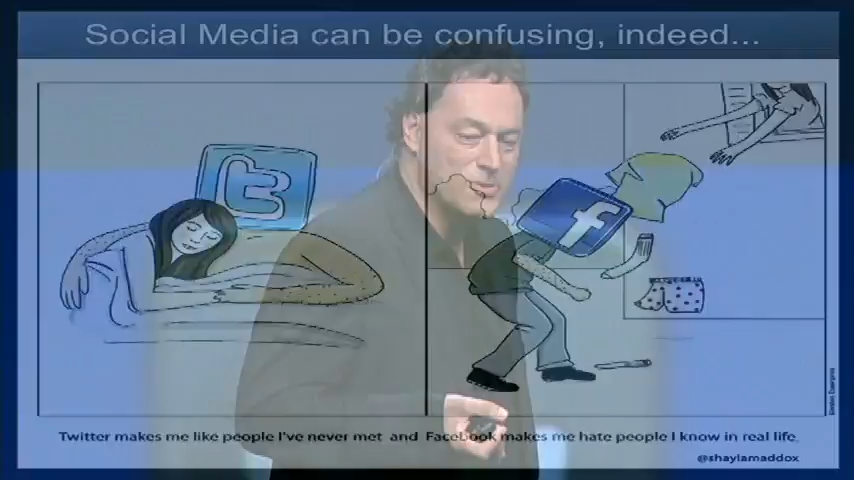 Social Media can be confusing, indeed...
t
f
Twitter makes me like people I've never met and Facebook makes me hate people I know in real life.
@shaylamaddox